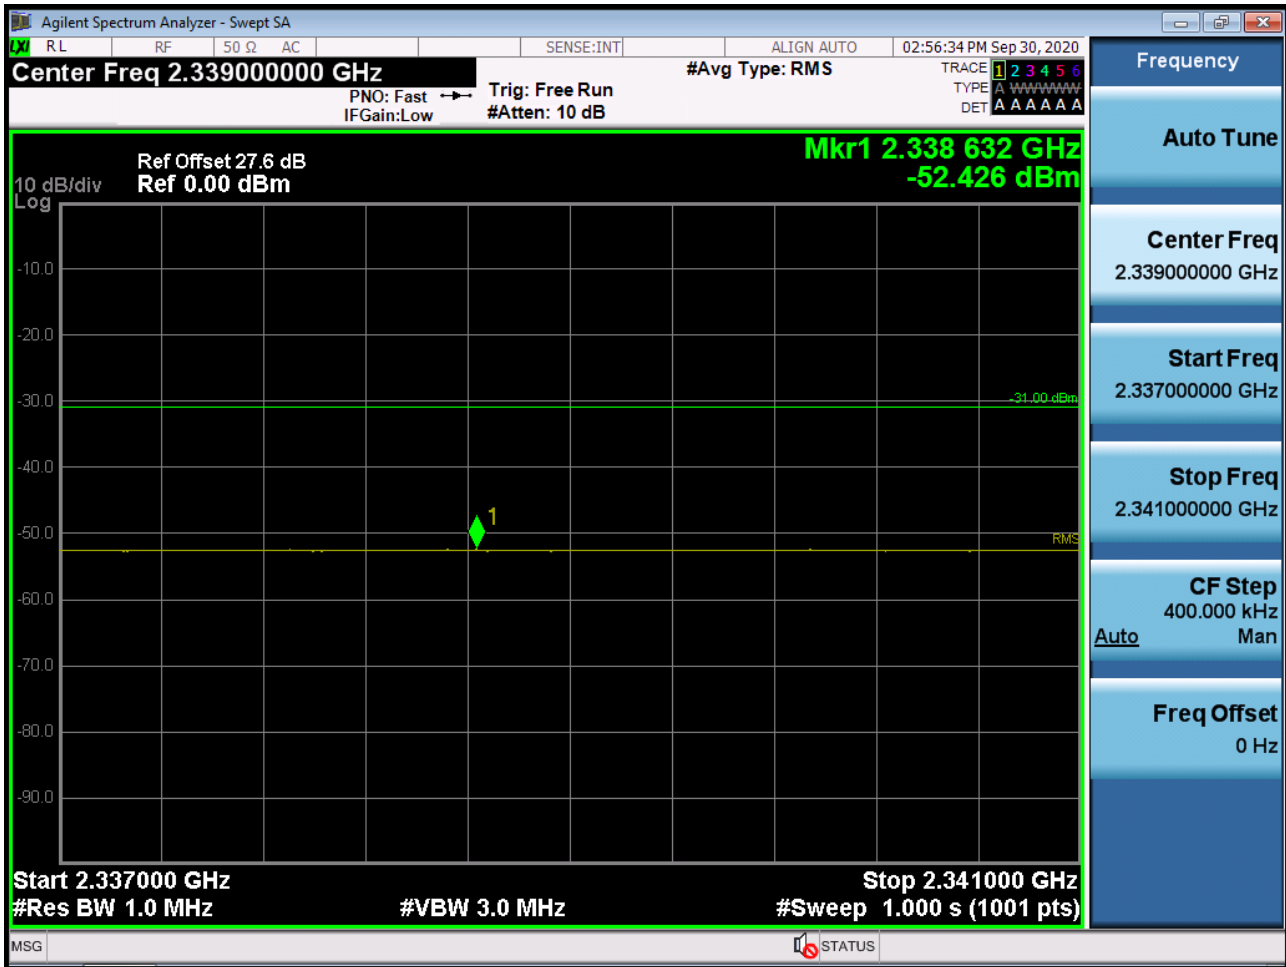 Agilent Spectrum Analyzer - Swept SA
LXI RL RF 50 Ω AC SENSE:INT ALIGN AUTO 02:56:34 PM Sep 30, 2020
Center Freq 2.339000000 GHz
PNO: Fast
IFGain:Low
Trig: Free Run
#Atten: 10 dB
#Avg Type: RMS
TRACE 1 2 3 4 5 6
TYPE A WWWWW
DET A A A A A A
Mkr1 2.338 632 GHz
-52.426 dBm
Ref Offset 27.6 dB
10 dB/div Ref 0.00 dBm
Log
-10.0
-20.0
-30.0
-31.00 dBm
-40.0
1
-50.0
RMS
-60.0
-70.0
-80.0
-90.0
Start 2.337000 GHz Stop 2.341000 GHz
#Res BW 1.0 MHz #VBW 3.0 MHz #Sweep 1.000 s (1001 pts)
MSG STATUS
Frequency
Auto Tune
Center Freq
2.339000000 GHz
Start Freq
2.337000000 GHz
Stop Freq
2.341000000 GHz
CF Step
400.000 kHz
Auto Man
Freq Offset
0 Hz